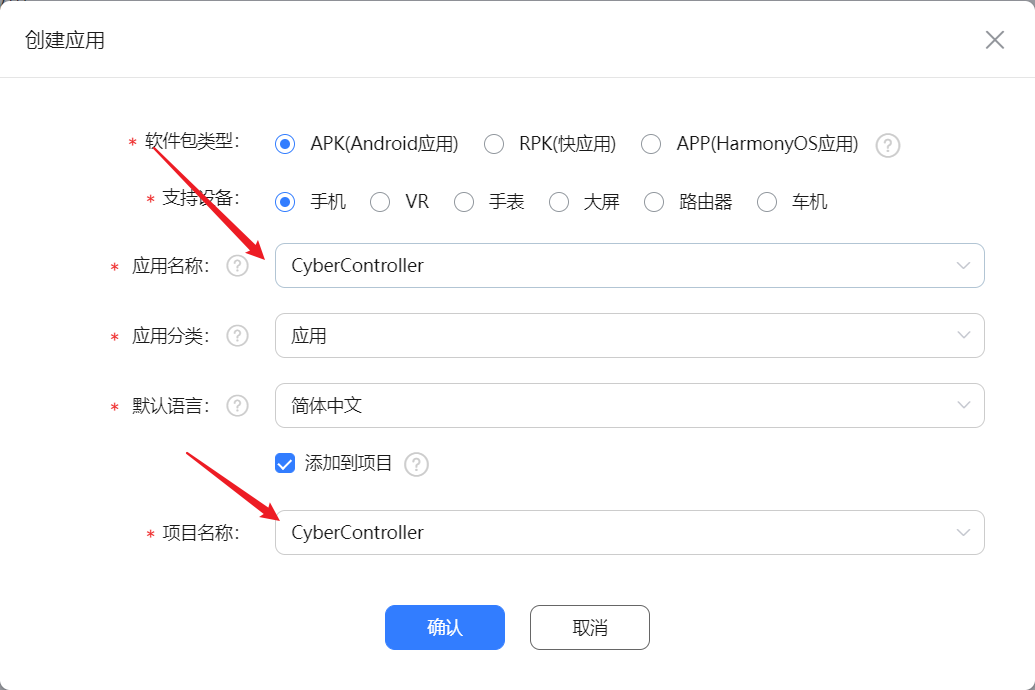 创建应用
* 软件包类型: APK(Android应用) RPK(快应用) APP(HarmonyOS应用) ?
* 支持设备: 手机 VR 手表 大屏 路由器 车机
* 应用名称: ? CyberController
* 应用分类: ? 应用
* 默认语言: ? 简体中文
添加到项目 ?
* 项目名称: CyberController
确认 取消